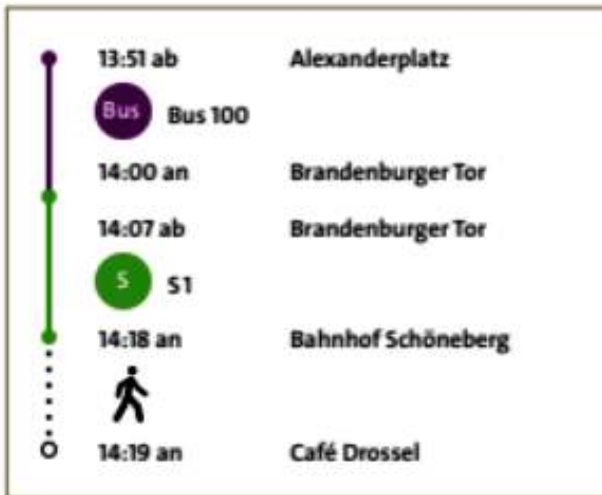 13:51 ab Alexanderplatz
Bus Bus 100
14:00 an Brandenburger Tor
14:07 ab Brandenburger Tor
S S1
14:18 an Bahnhof Schöneberg
14:19 an Café Drossel